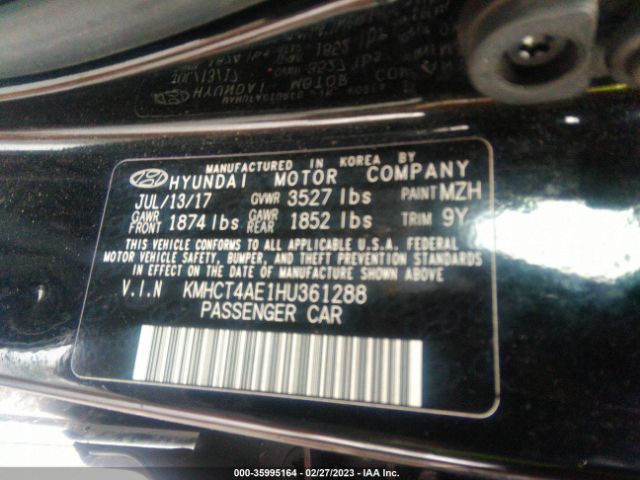 MANUFACTURED IN KOREA BY
HYUNDAI MOTOR COMPANY
JUL/13/17 GVWR 3527 lbs PAINT MZH
GAWR FRONT 1874 lbs GAWR REAR 1852 lbs TRIM 9Y
THIS VEHICLE CONFORMS TO ALL APPLICABLE U.S.A. FEDERAL
MOTOR VEHICLE SAFETY, BUMPER, AND THEFT PREVENTION STANDARDS
IN EFFECT ON THE DATE OF MANUFACTURE SHOWN ABOVE.
V.I.N KMHCT4AE1HU361288
PASSENGER CAR
000-35995164 - 02/27/2023 - IAA Inc.